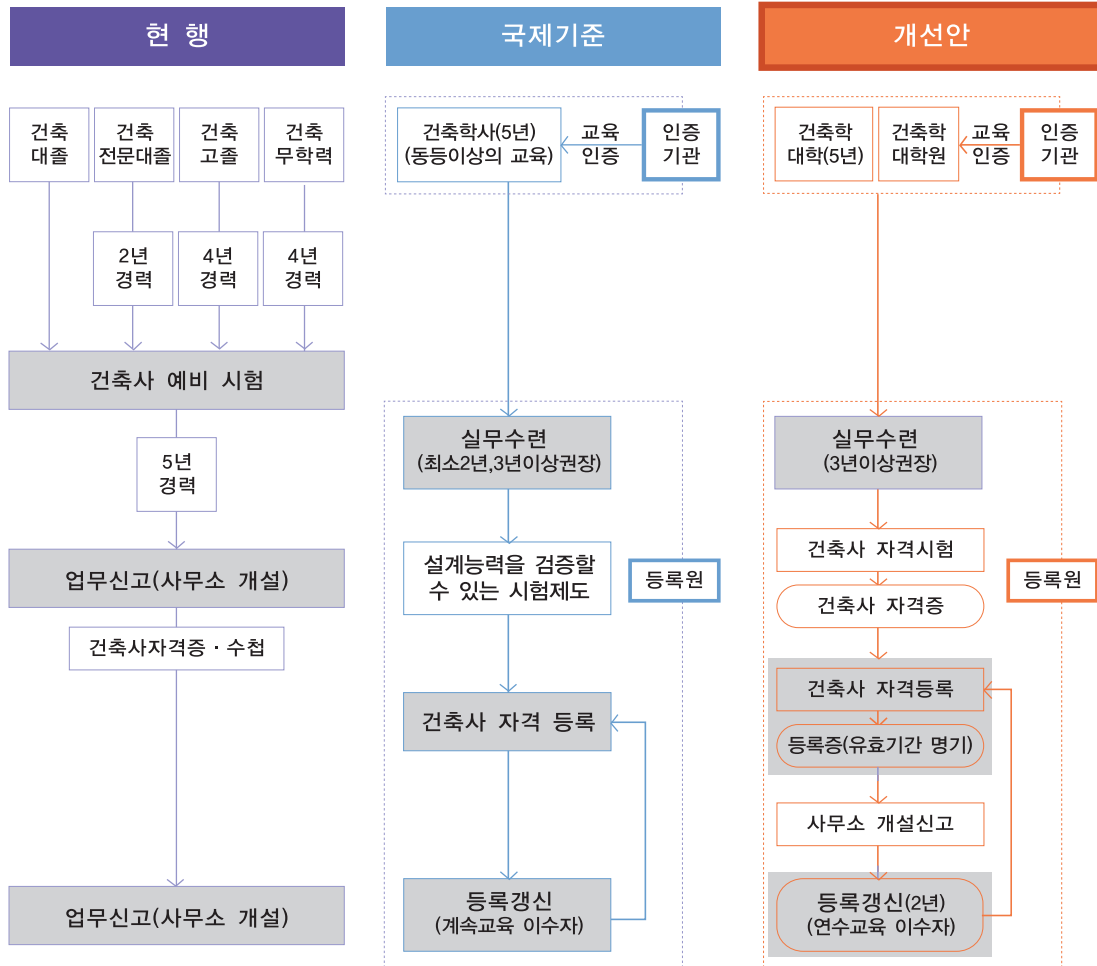 현 행
건축
대졸
건축
전문대졸
건축
고졸
건축
무학력
2년
경력
4년
경력
4년
경력
건축사 예비 시험
5년
경력
업무신고(사무소 개설)
건축사자격증·수첩
업무신고(사무소 개설)
국제기준
건축학사(5년)
(동등이상의 교육)
교육
인증
인증
기관
실무수련
(최소2년,3년이상권장)
설계능력을 검증할
수 있는 시험제도
등록원
건축사 자격 등록
등록갱신
(계속교육 이수자)
개선안
건축학
대학(5년)
건축학
대학원
교육
인증
인증
기관
실무수련
(3년이상권장)
건축사 자격시험
건축사 자격증
등록원
건축사 자격등록
등록증(유효기간 명기)
사무소 개설신고
등록갱신(2년)
(연수교육 이수자)